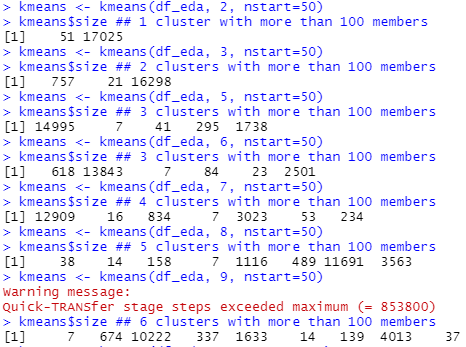 > kmeans <- kmeans(df_eda, 2, nstart=50)
> kmeans$size ## 1 cluster with more than 100 members
[1]    51 17025
> kmeans <- kmeans(df_eda, 3, nstart=50)
> kmeans$size ## 2 clusters with more than 100 members
[1]   757    21 16298
> kmeans <- kmeans(df_eda, 5, nstart=50)
> kmeans$size ## 3 clusters with more than 100 members
[1] 14995     7    41   295  1738
> kmeans <- kmeans(df_eda, 6, nstart=50)
> kmeans$size ## 3 clusters with more than 100 members
[1]   618 13843     7    84    23  2501
> kmeans <- kmeans(df_eda, 7, nstart=50)
> kmeans$size ## 4 clusters with more than 100 members
[1] 12909    16   834     7  3023    53   234
> kmeans <- kmeans(df_eda, 8, nstart=50)
> kmeans$size ## 5 clusters with more than 100 members
[1]    38    14   158     7  1116   489 11691  3563
> kmeans <- kmeans(df_eda, 9, nstart=50)
Warning message:
Quick-TRANSfer stage steps exceeded maximum (= 853800)
> kmeans$size ## 6 clusters with more than 100 members
[1]     7   674 10222   337  1633    14   139  4013    37